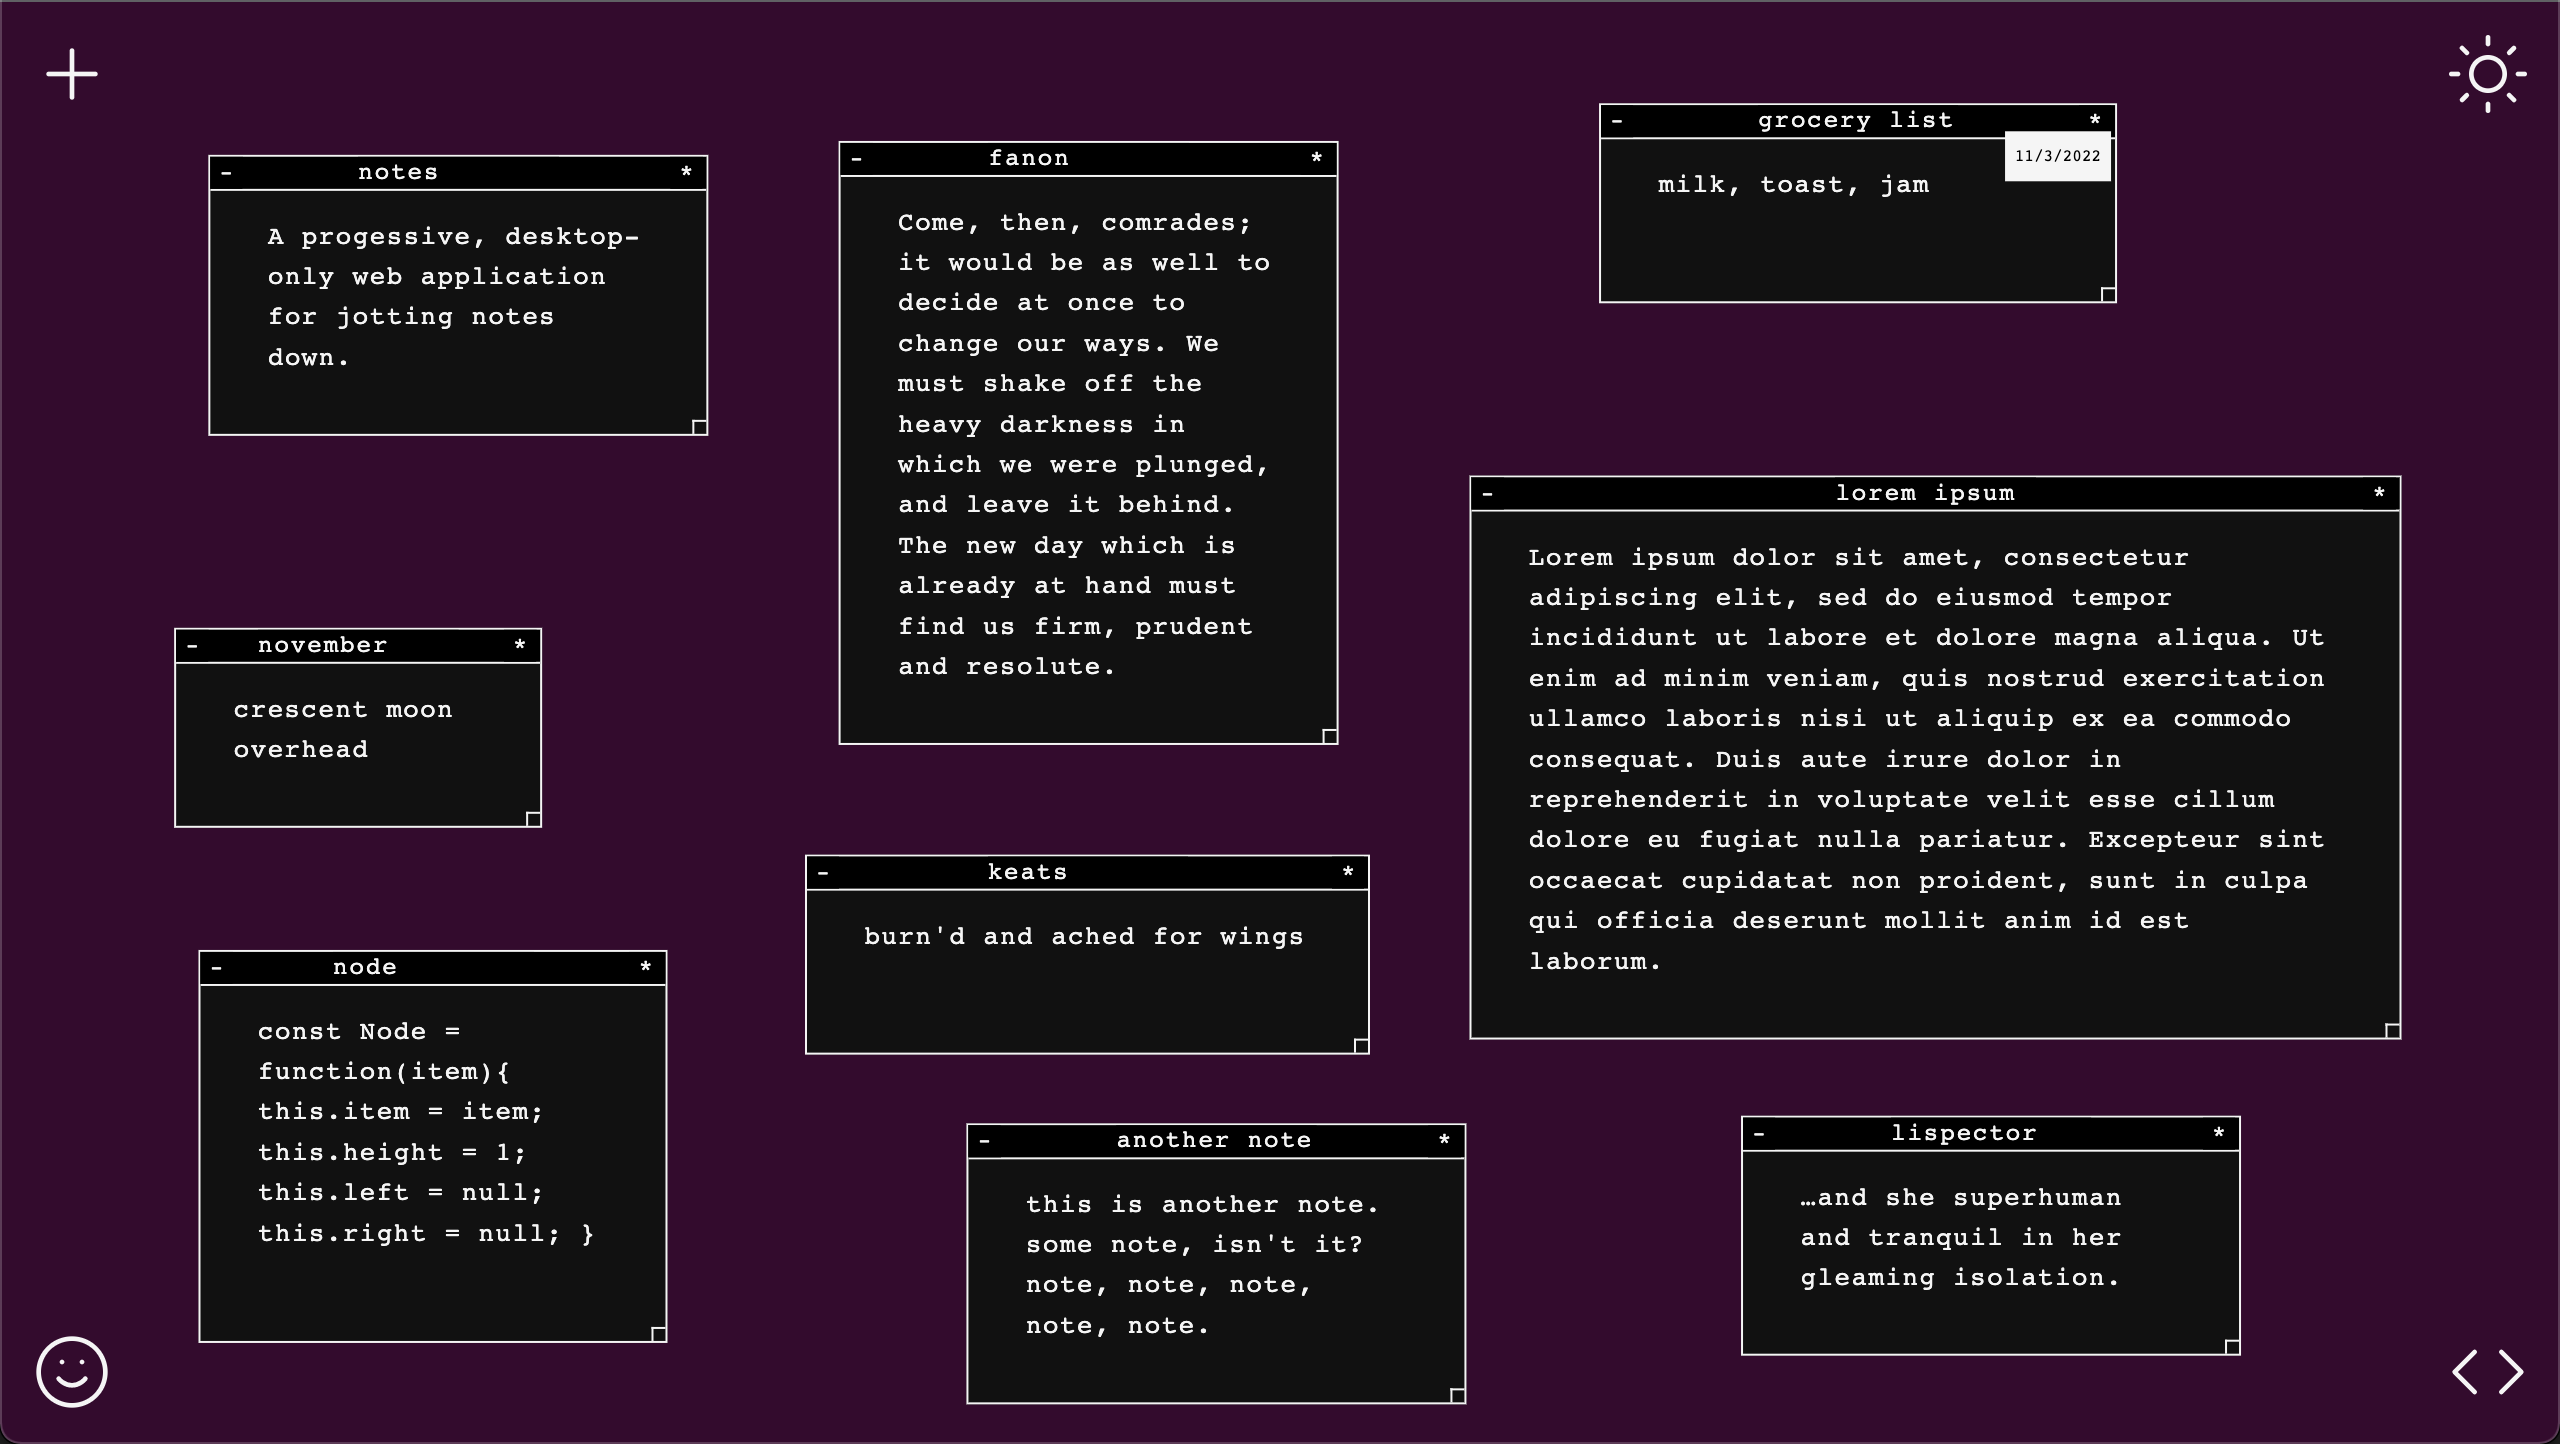 - notes *
A progessive, desktop-
only web application
for jotting notes
down.
- fanon *
Come, then, comrades;
it would be as well to
decide at once to
change our ways. We
must shake off the
heavy darkness in
which we were plunged,
and leave it behind.
The new day which is
already at hand must
find us firm, prudent
and resolute.
- grocery list *
11/3/2022
milk, toast, jam
- lorem ipsum *
Lorem ipsum dolor sit amet, consectetur
adipiscing elit, sed do eiusmod tempor
incididunt ut labore et dolore magna aliqua. Ut
enim ad minim veniam, quis nostrud exercitation
ullamco laboris nisi ut aliquip ex ea commodo
consequat. Duis aute irure dolor in
reprehenderit in voluptate velit esse cillum
dolore eu fugiat nulla pariatur. Excepteur sint
occaecat cupidatat non proident, sunt in culpa
qui officia deserunt mollit anim id est
laborum.
- november *
crescent moon
overhead
- keats *
burn'd and ached for wings
- node *
const Node =
function(item){
this.item = item;
this.height = 1;
this.left = null;
this.right = null; }
- another note *
this is another note.
some note, isn't it?
note, note, note,
note, note.
- lispector *
…and she superhuman
and tranquil in her
gleaming isolation.